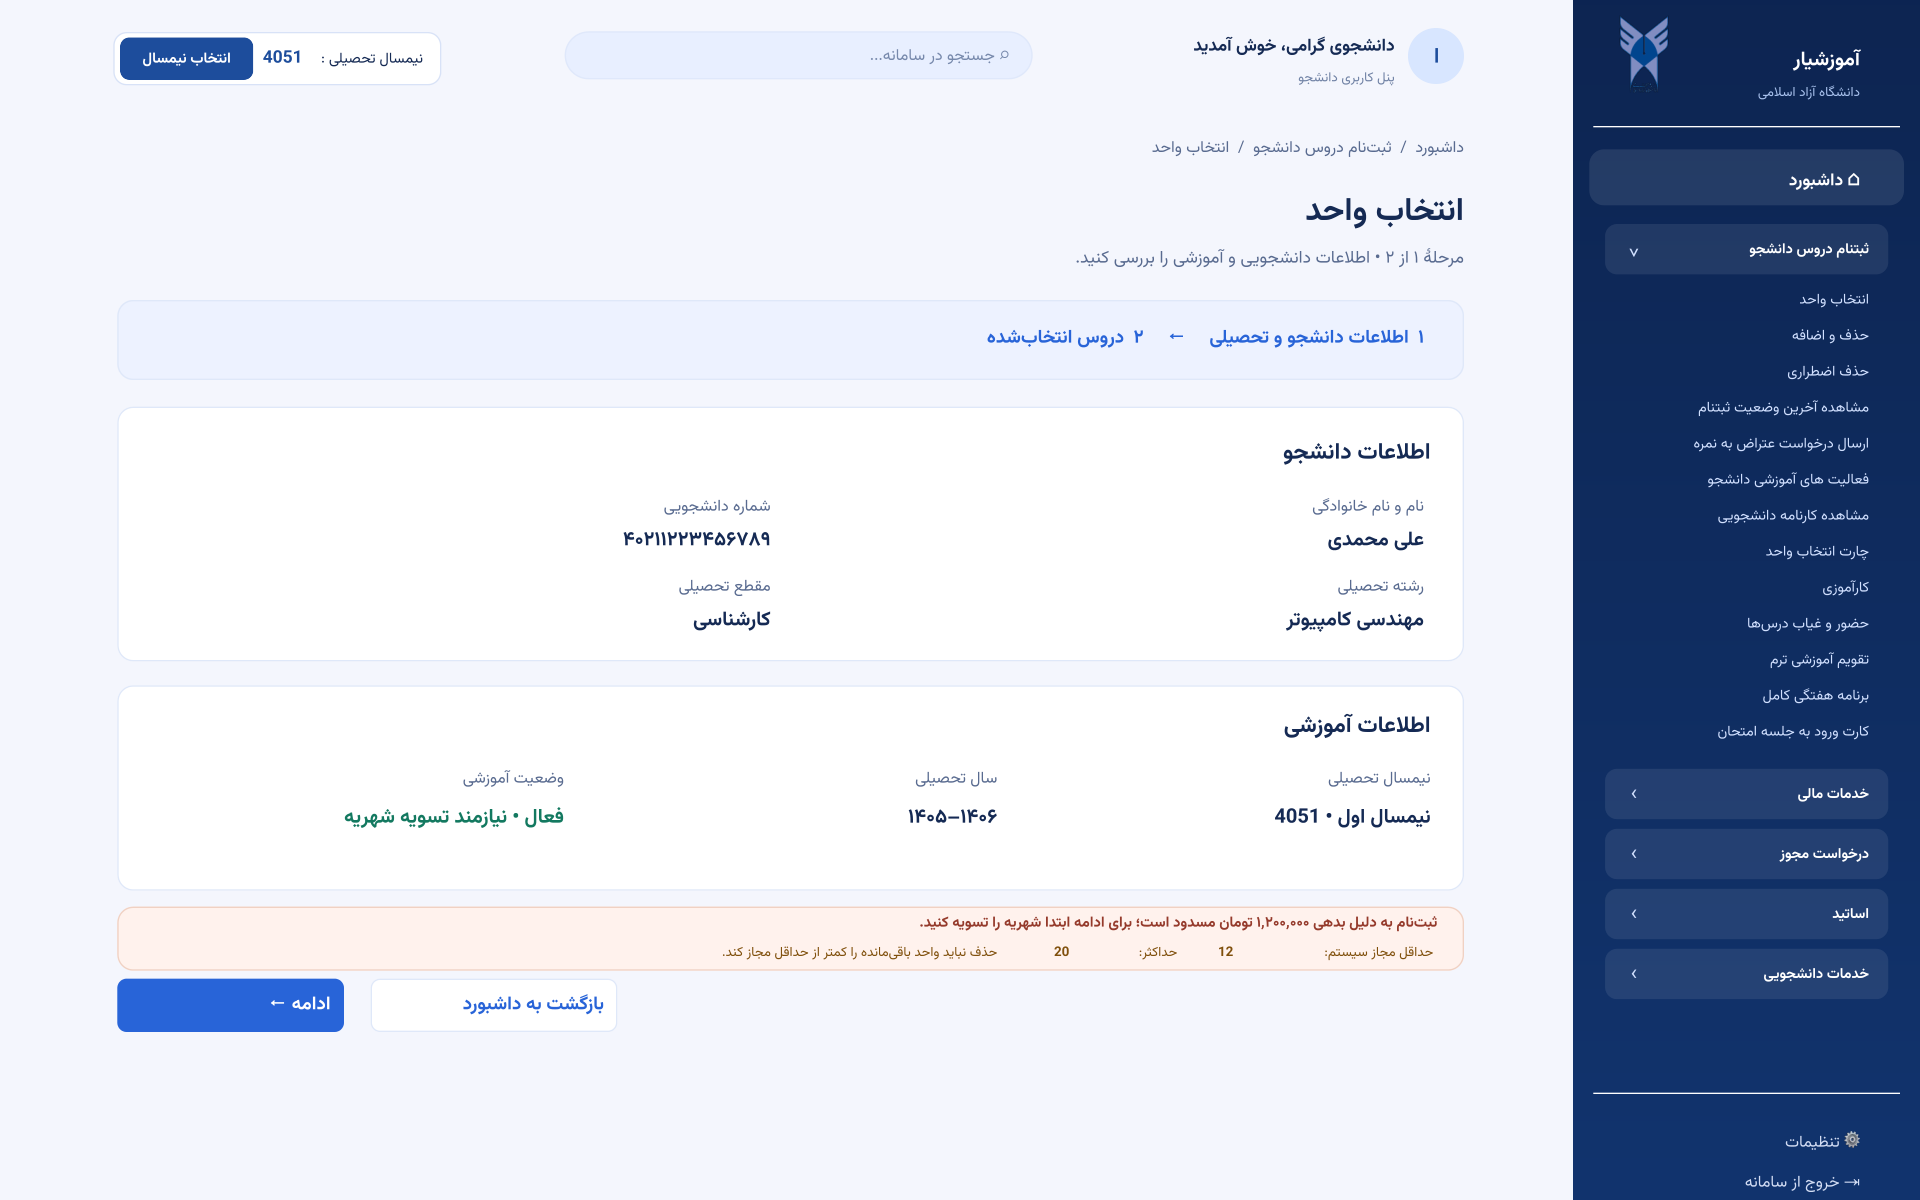 آموزشیار
دانشگاه آزاد اسلامی
داشبورد
ثبتنام دروس دانشجو
انتخاب واحد
حذف و اضافه
حذف اضطراری
مشاهده آخرین وضعیت ثبتنام
ارسال درخواست عتراض به نمره
فعالیت های آموزشی دانشجو
مشاهده کارنامه دانشجویی
چارت انتخاب واحد
کارآموزی
حضور و غیاب درس‌ها
تقویم آموزشی ترم
برنامه هفتگی کامل
کارت ورود به جلسه امتحان
خدمات مالی
درخواست مجوز
اساتید
خدمات دانشجویی
تنظیمات
خروج از سامانه
ا
دانشجوی گرامی، خوش آمدید
پنل کاربری دانشجو
جستجو در سامانه...
نیمسال تحصیلی : 4051
انتخاب نیمسال
داشبورد / ثبت‌نام دروس دانشجو / انتخاب واحد
انتخاب واحد
مرحلهٔ ۱ از ۲ • اطلاعات دانشجویی و آموزشی را بررسی کنید.
۱ اطلاعات دانشجو و تحصیلی ← ۲ دروس انتخاب‌شده
اطلاعات دانشجو
نام و نام خانوادگی
علی محمدی
شماره دانشجویی
۴۰۲۱۱۲۲۳۴۵۶۷۸۹
رشته تحصیلی
مهندسی کامپیوتر
مقطع تحصیلی
کارشناسی
اطلاعات آموزشی
نیمسال تحصیلی
نیمسال اول • 4051
سال تحصیلی
۱۴۰۵–۱۴۰۶
وضعیت آموزشی
فعال • نیازمند تسویه شهریه
ثبت‌نام به دلیل بدهی ۱,۲۰۰,۰۰۰ تومان مسدود است؛ برای ادامه ابتدا شهریه را تسویه کنید.
حداقل مجاز سیستم: 12 حداکثر: 20 حذف نباید واحد باقی‌مانده را کمتر از حداقل مجاز کند.
بازگشت به داشبورد
ادامه ←